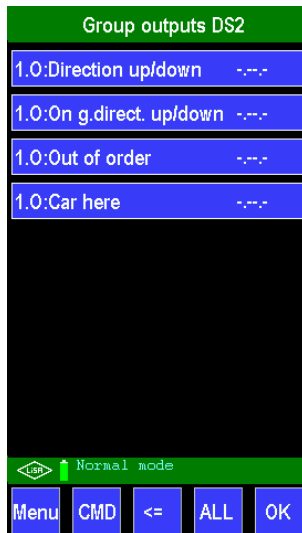 Group outputs DS2
1.O:Direction up/down -.--.-
1.O:On g.direct. up/down -.--.-
1.O:Out of order -.--.-
1.O:Car here -.--.-
LiSA Normal mode
Menu CMD <= ALL OK